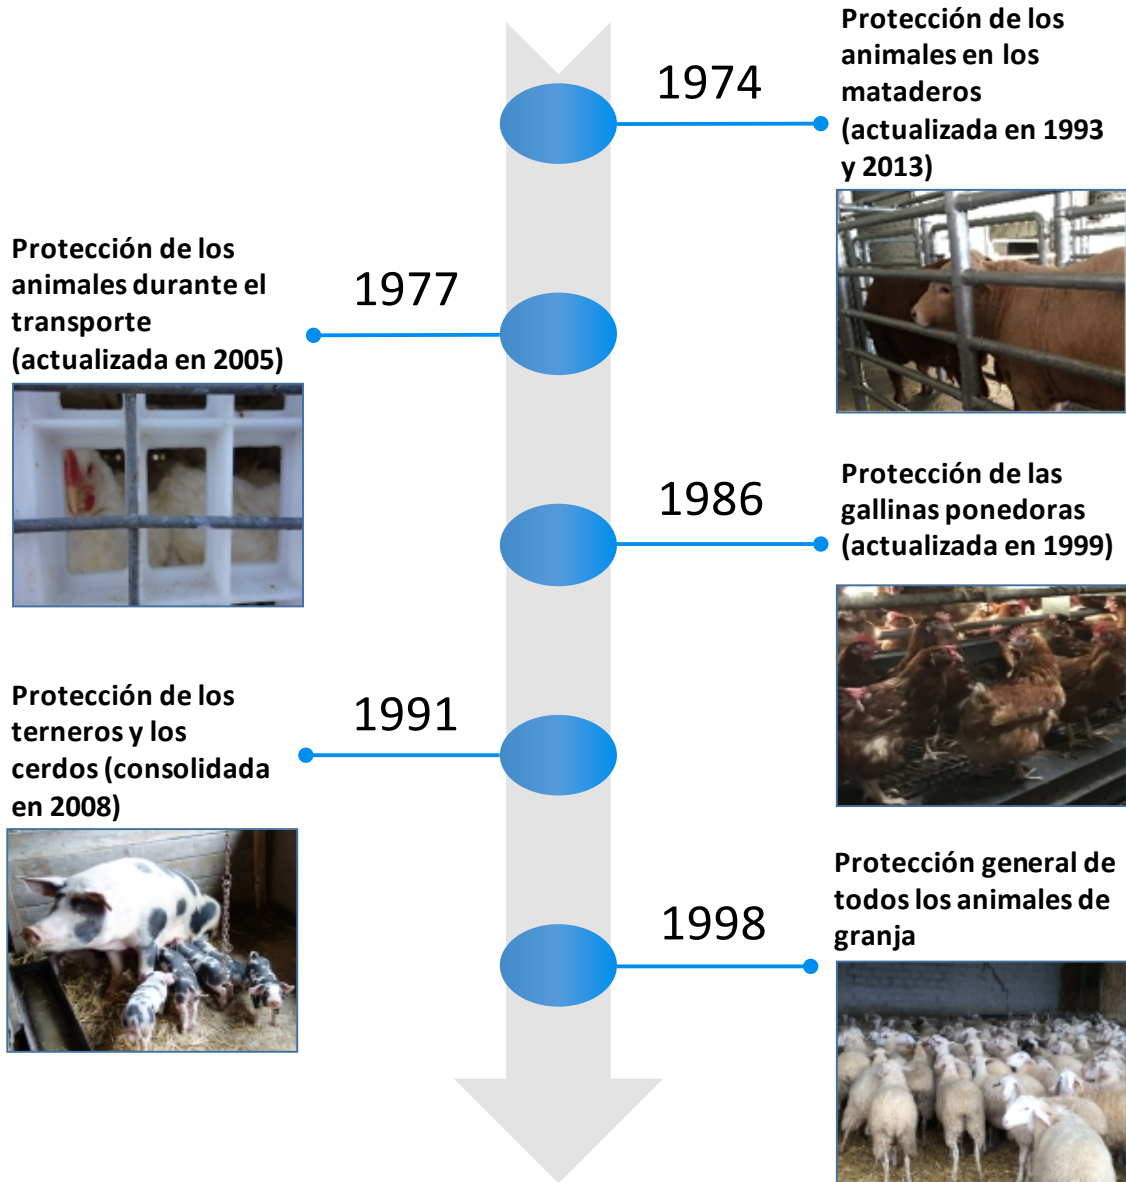 1974
Protección de los
animales en los
mataderos
(actualizada en 1993
y 2013)
Protección de los
animales durante el
transporte
(actualizada en 2005)
1977
1986
Protección de las
gallinas ponedoras
(actualizada en 1999)
Protección de los
terneros y los
cerdos (consolidada
en 2008)
1991
1998
Protección general de
todos los animales de
granja